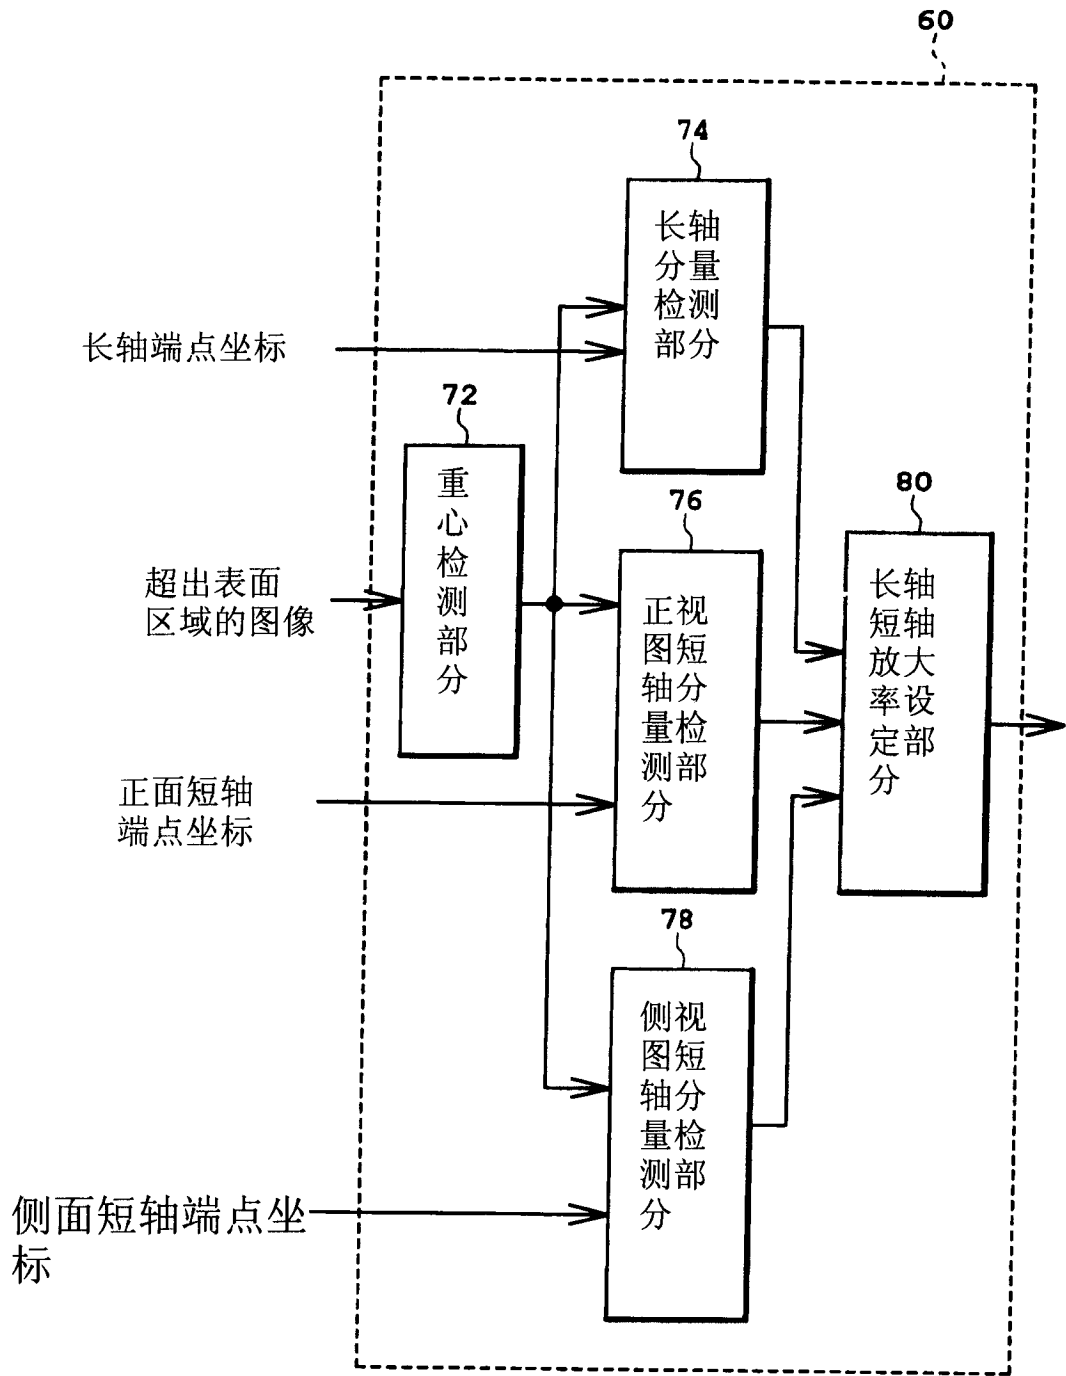 60
74
长轴
分量
检测
部分
长轴端点坐标
72
重
心
检
测
部
分
超出表面
区域的图像
76
正视
图短
轴分
量检
测部
分
80
长轴
短轴
放大
率设
定部
分
正面短轴
端点坐标
78
侧视
图短
轴分
量检
测部
分
侧面短轴端点坐
标